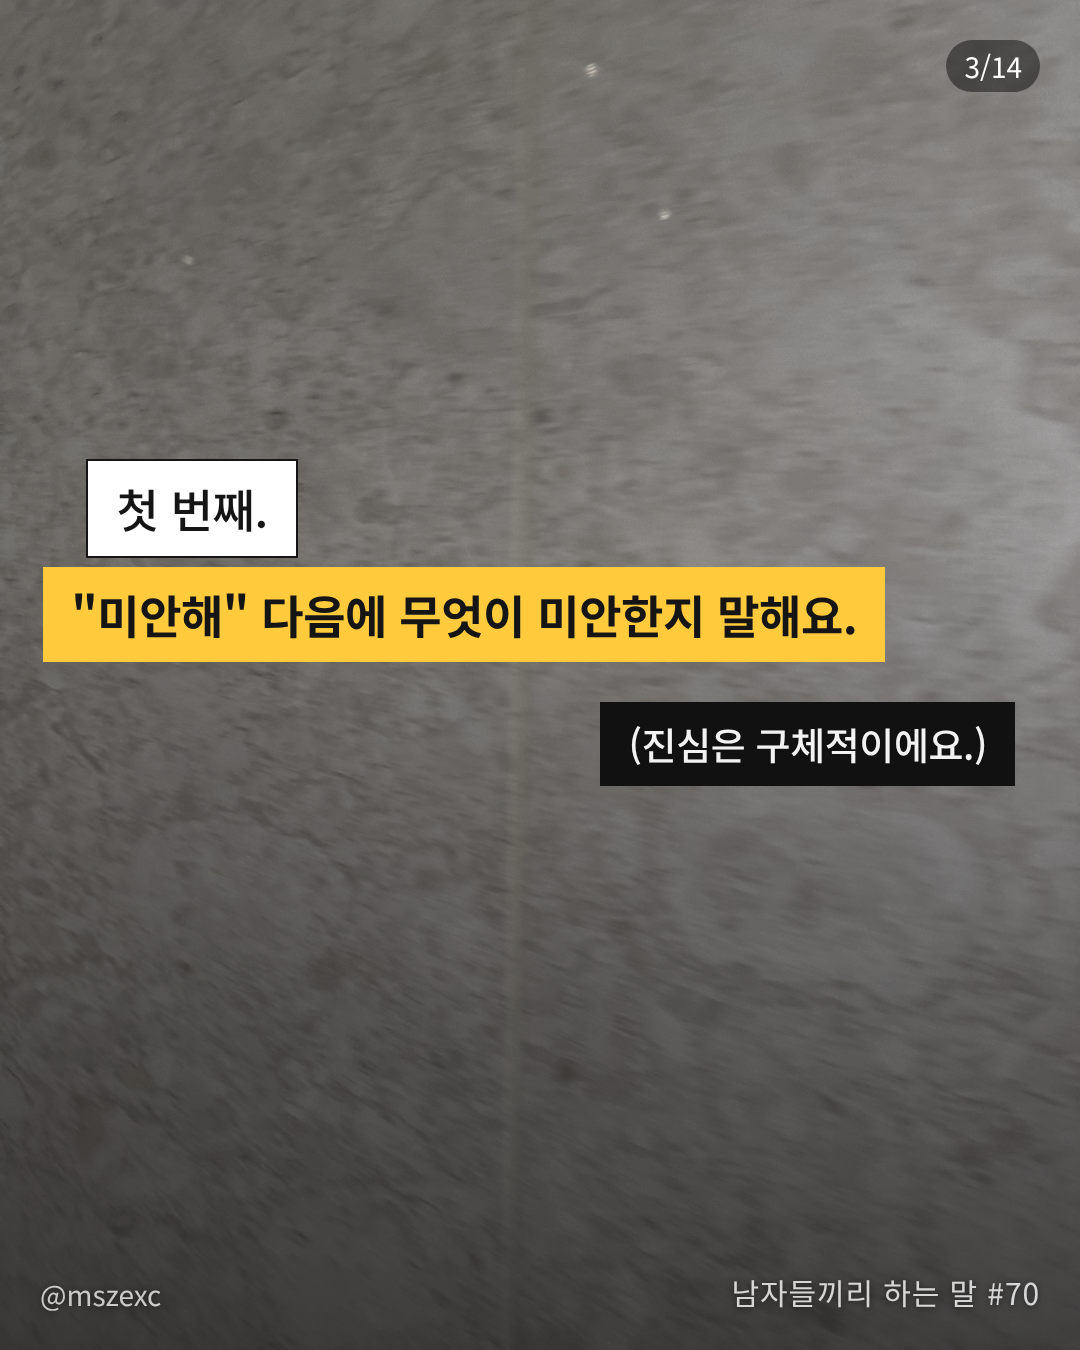 3/14
첫 번째.
"미안해" 다음에 무엇이 미안한지 말해요.
(진심은 구체적이에요.)
@mszexc
남자들끼리 하는 말 #70